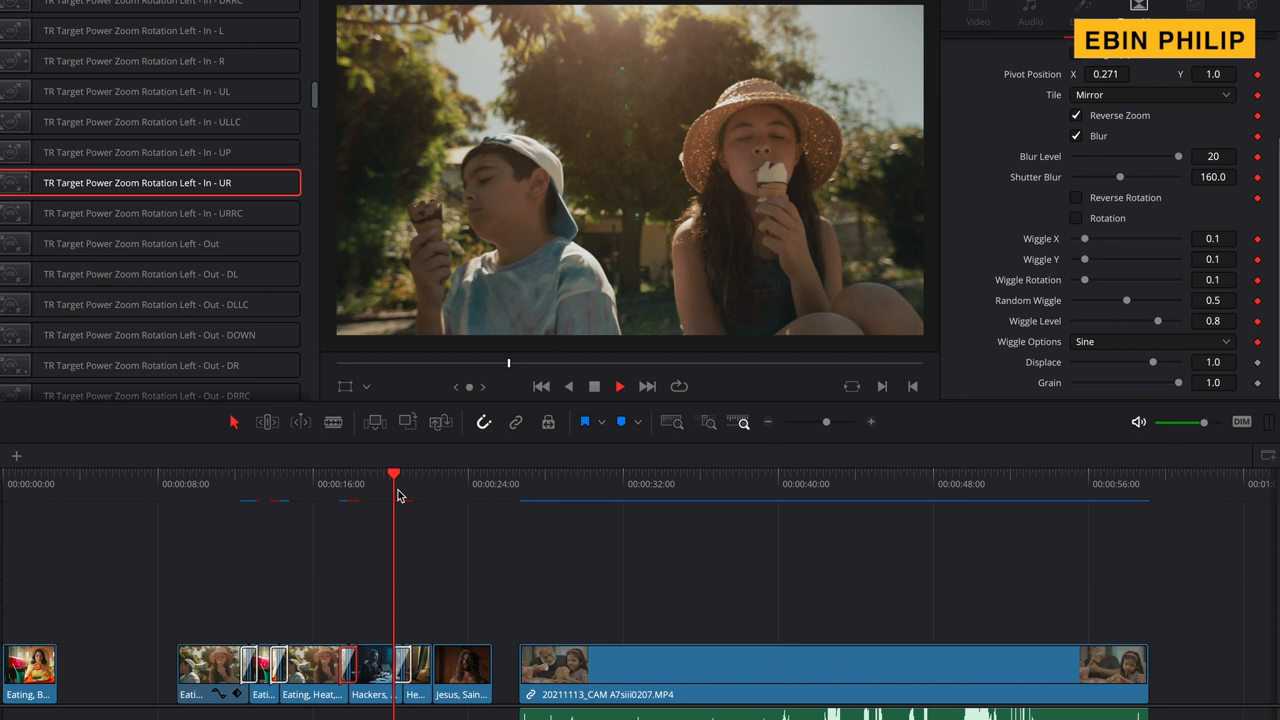 TR Target Power Zoom Rotation Left - In - L
TR Target Power Zoom Rotation Left - In - R
TR Target Power Zoom Rotation Left - In - UL
TR Target Power Zoom Rotation Left - In - ULLC
TR Target Power Zoom Rotation Left - In - UP
TR Target Power Zoom Rotation Left - In - UR
TR Target Power Zoom Rotation Left - In - URRC
TR Target Power Zoom Rotation Left - Out
TR Target Power Zoom Rotation Left - Out - DL
TR Target Power Zoom Rotation Left - Out - DLLC
TR Target Power Zoom Rotation Left - Out - DOWN
TR Target Power Zoom Rotation Left - Out - DR
TR Target Power Zoom Rotation Left - Out - DRRC
Video Audio
EBIN PHILIP
Pivot Position X 0.271 Y 1.0
Tile Mirror
Reverse Zoom
Blur
Blur Level 20
Shutter Blur 160.0
Reverse Rotation
Rotation
Wiggle X 0.1
Wiggle Y 0.1
Wiggle Rotation 0.1
Random Wiggle 0.5
Wiggle Level 0.8
Wiggle Options Sine
Displace 1.0
Grain 1.0
DIM
00:00:00:00 00:00:08:00 00:00:16:00 00:00:24:00 00:00:32:00 00:00:40:00 00:00:48:00 00:00:56:00 00:01:
Eating, B... Eati... Eati... Eating, Heat,... Hackers, ... He... Jesus, Sain... 20211113_CAM A7siii0207.MP4